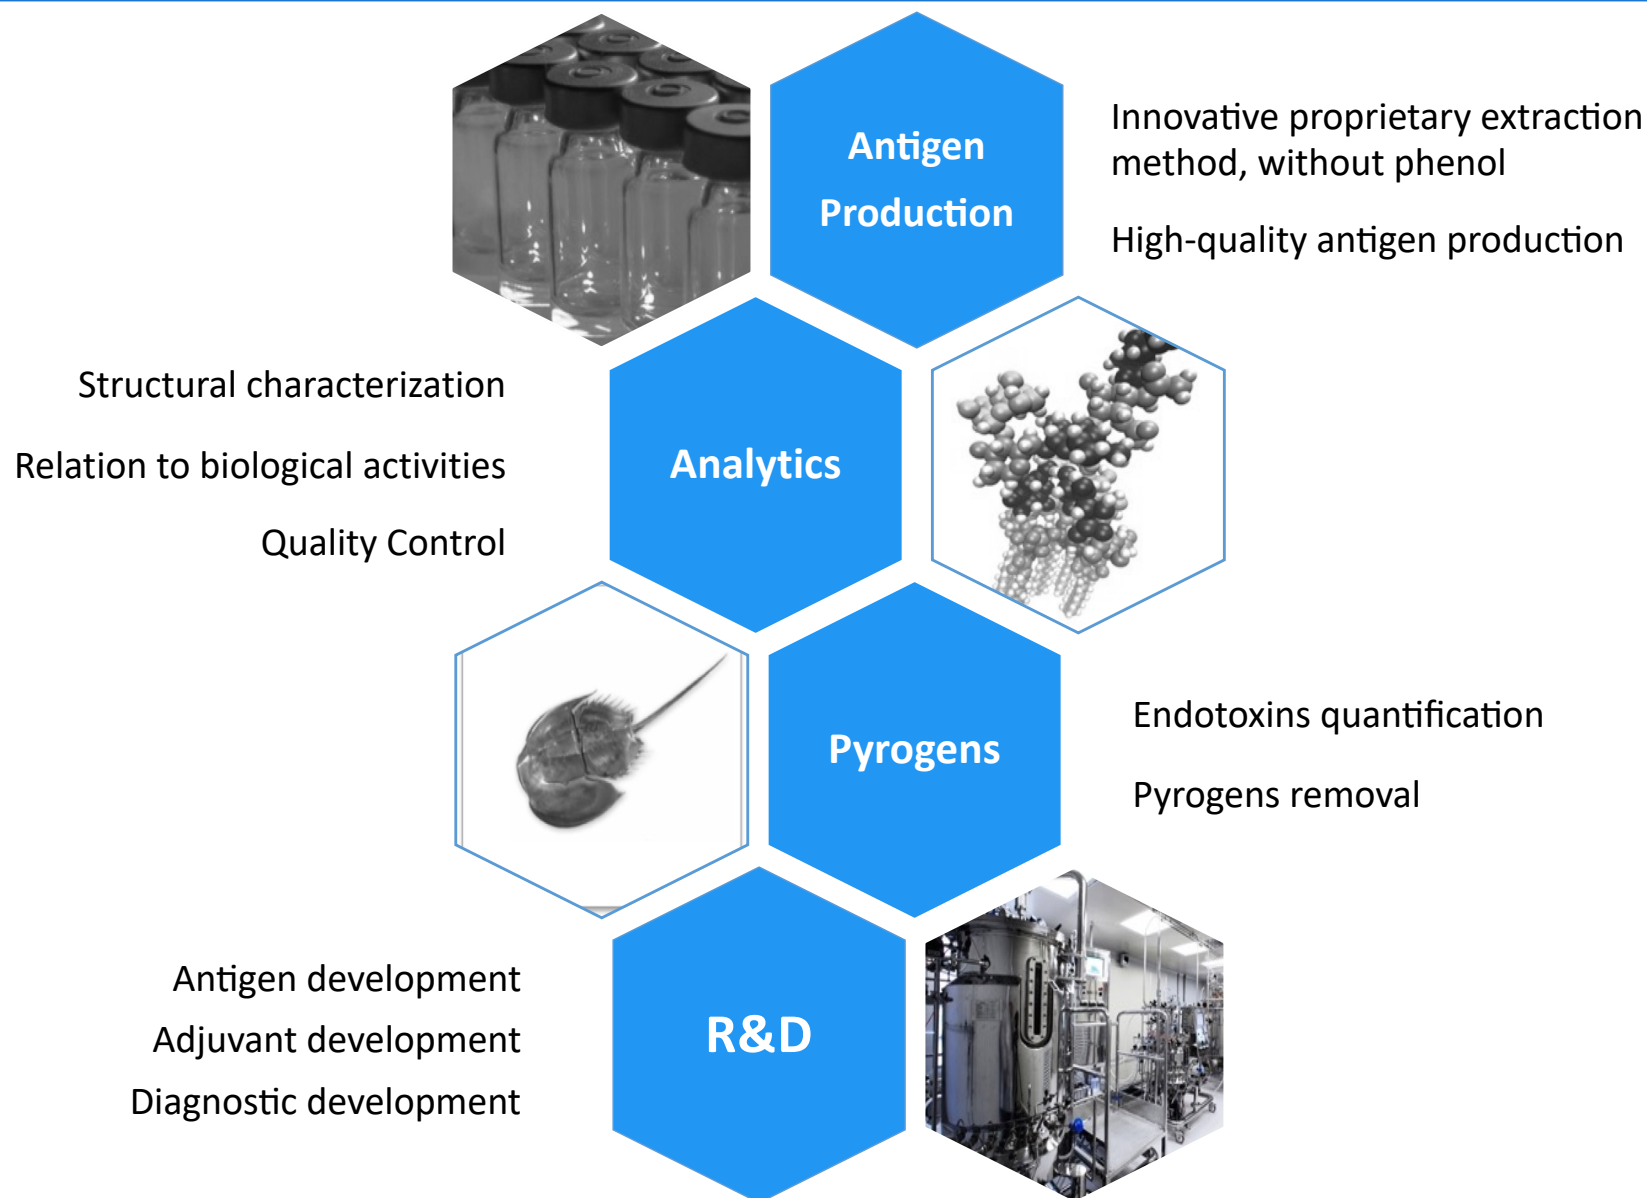 Antigen
Production
Innovative proprietary extraction
method, without phenol
High-quality antigen production
Structural characterization
Relation to biological activities
Quality Control
Analytics
Pyrogens
Endotoxins quantification
Pyrogens removal
Antigen development
Adjuvant development
Diagnostic development
R&D